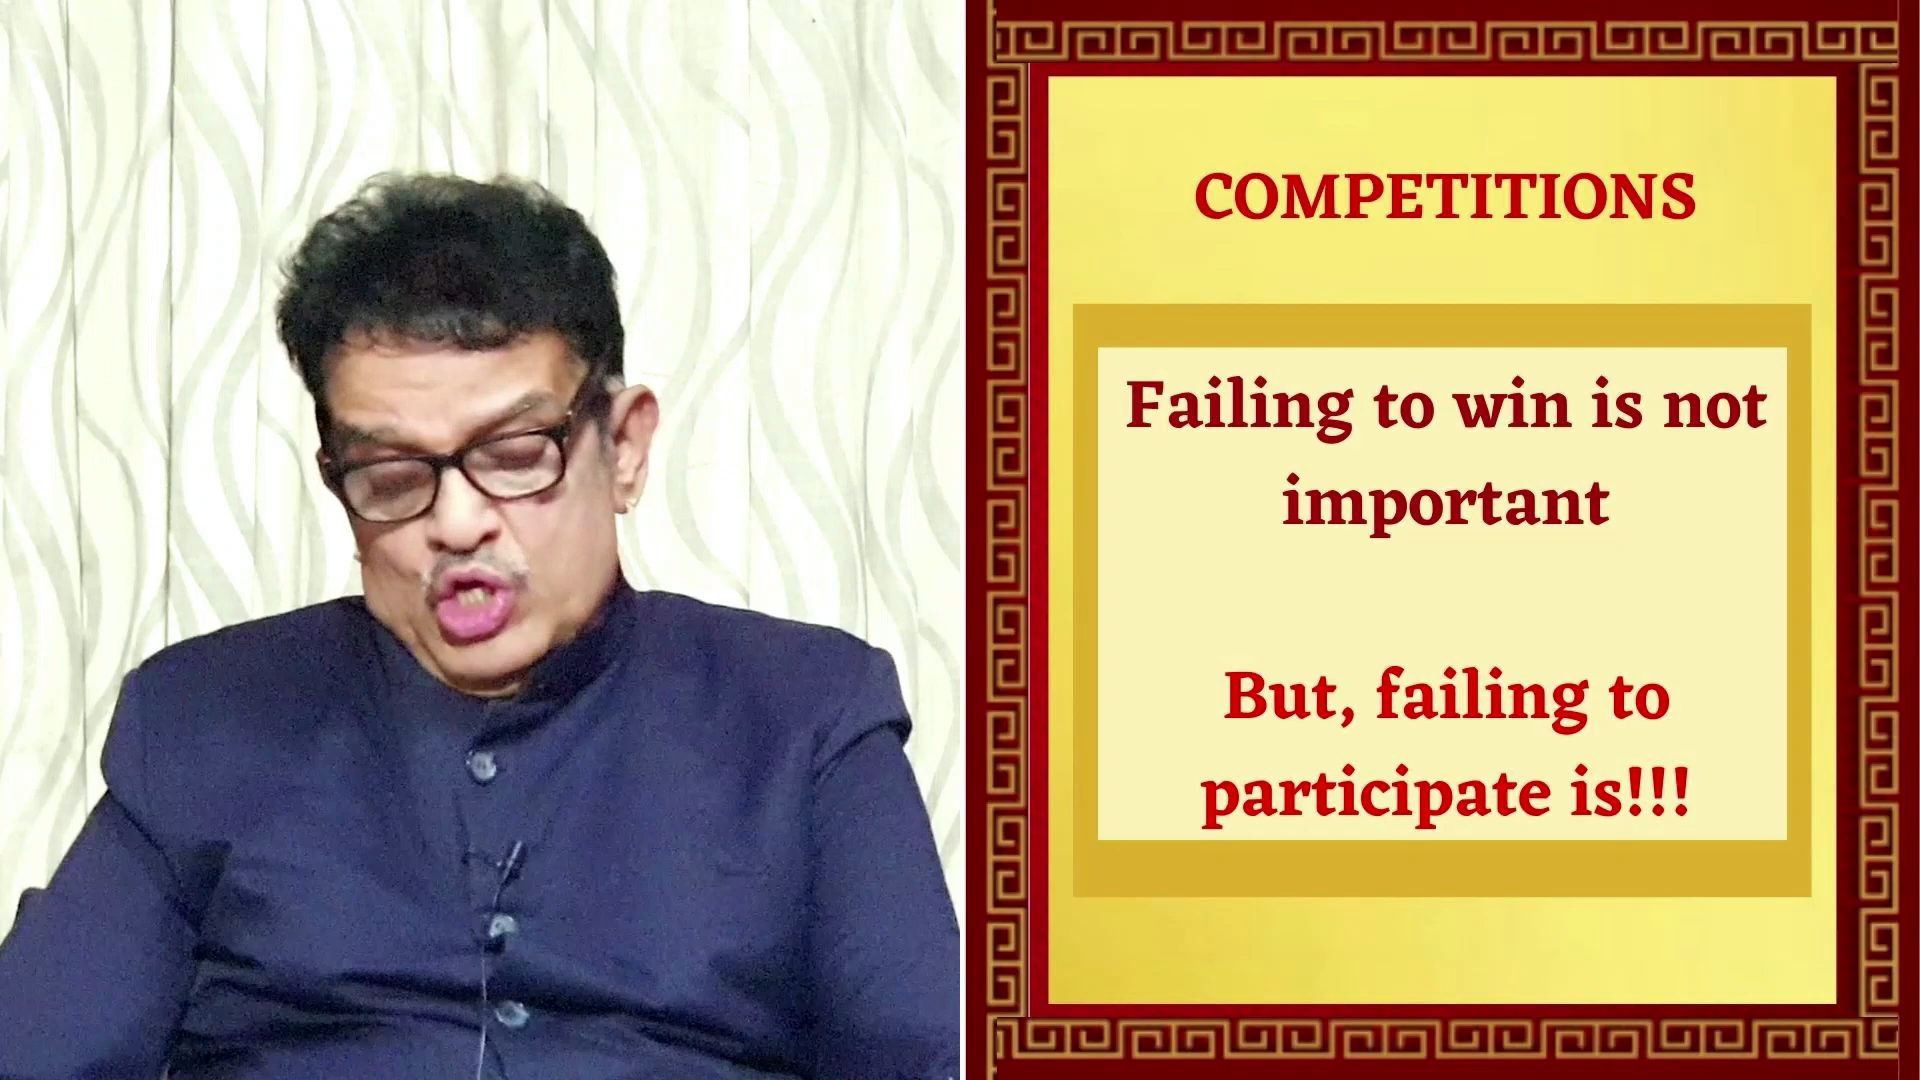 COMPETITIONS
Failing to win is not
important
But, failing to
participate is!!!